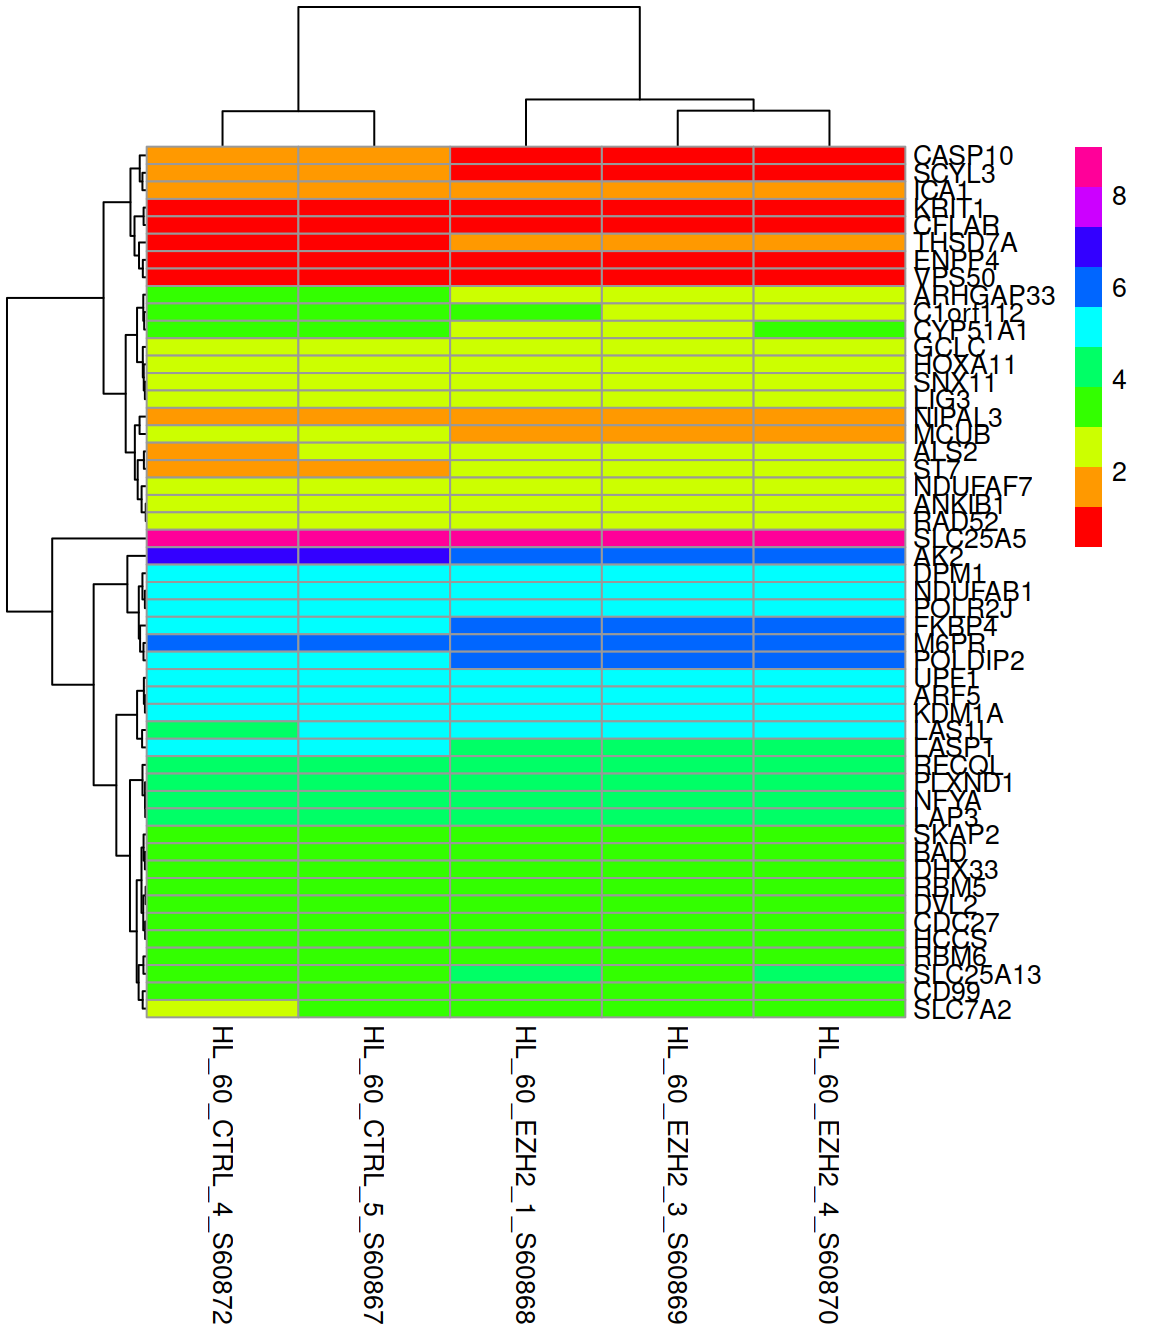 CASP10
SCYL3
ICA1
KRIT1
CFLAR
THSD7A
ENPP4
VPS50
ARHGAP33
C1orf112
CYP51A1
GCLC
HOXA11
SNX11
LIG3
NIPAL3
MCUB
ALS2
ST7
NDUFAF7
ANKIB1
RAD52
SLC25A5
AK2
DPM1
NDUFAB1
POLR2J
FKBP4
M6PR
POLDIP2
UPF1
ARF5
KDM1A
LAS1L
LASP1
RECQL
PLXND1
NFYA
LAP3
SKAP2
BAD
DHX33
RBM5
DVL2
CDC27
HCCS
RBM6
SLC25A13
CD99
SLC7A2
8
6
4
2
HL_60_CTRL_4_S60872
HL_60_CTRL_5_S60867
HL_60_EZH2_1_S60868
HL_60_EZH2_3_S60869
HL_60_EZH2_4_S60870